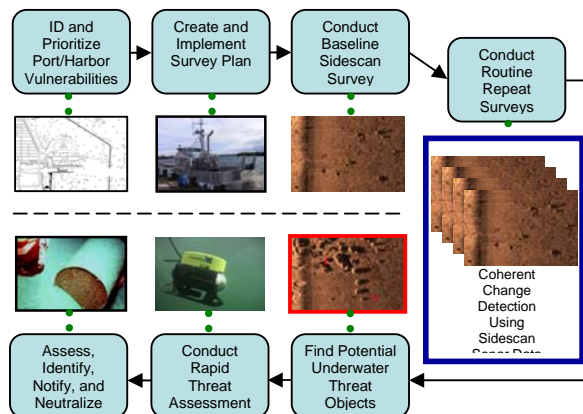 ID and
Prioritize
Port/Harbor
Vulnerabilities
Create and
Implement
Survey Plan
Conduct
Baseline
Sidescan
Survey
Conduct
Routine
Repeat
Surveys
Coherent
Change
Detection
Using
Sidescan
Sonar Data
Find Potential
Underwater
Threat
Objects
Conduct
Rapid
Threat
Assessment
Assess,
Identify,
Notify, and
Neutralize